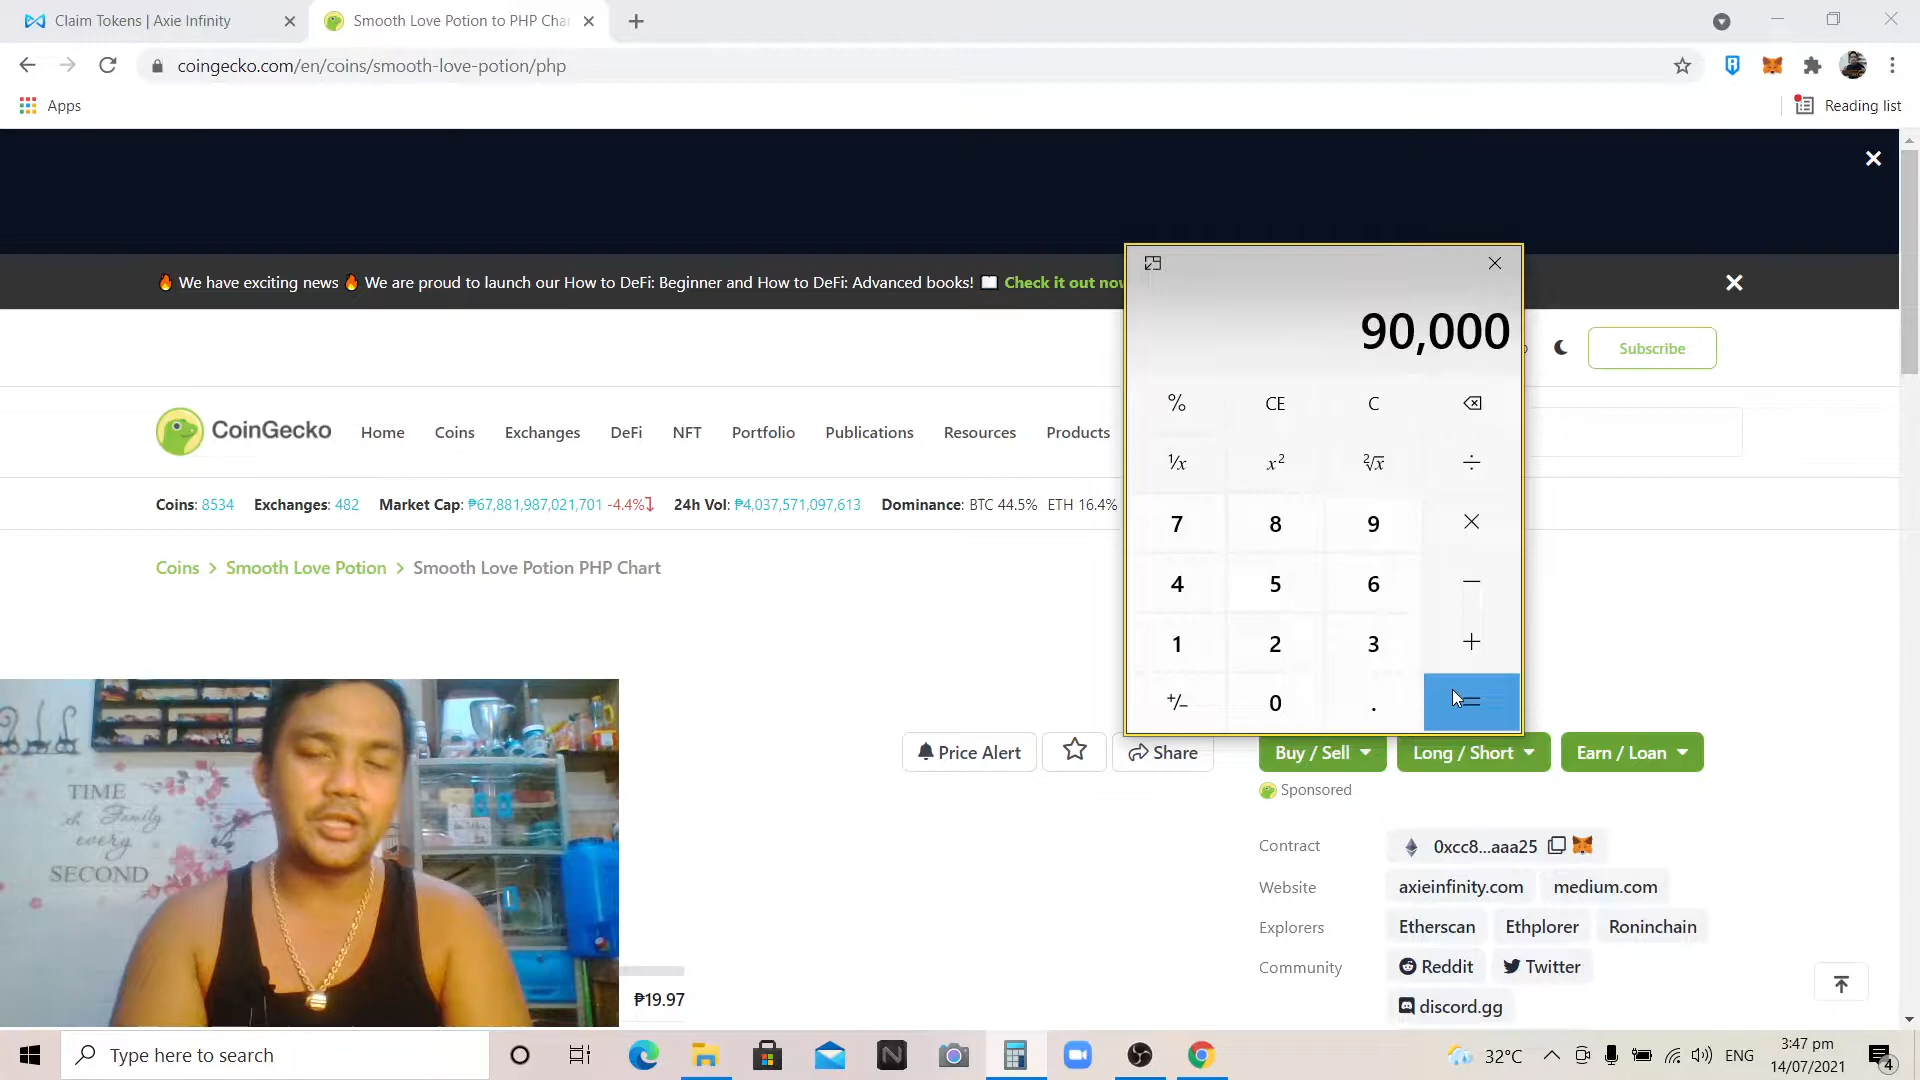 Claim Tokens | Axie Infinity
Smooth Love Potion to PHP Cha
coingecko.com/en/coins/smooth-love-potion/php
Apps
Reading list
We have exciting news We are proud to launch our How to DeFi: Beginner and How to DeFi: Advanced books! Check it out now
90,000
Subscribe
% CE C
CoinGecko Home Coins Exchanges DeFi NFT Portfolio Publications Resources Products
¹/x x² ²√x ÷
Coins: 8534 Exchanges: 482 Market Cap: ₱67,881,987,021,701 -4.4% 24h Vol: ₱4,037,571,097,613 Dominance: BTC 44.5% ETH 16.4%
7 8 9 ×
Coins > Smooth Love Potion > Smooth Love Potion PHP Chart
4 5 6 −
1 2 3 +
+/− 0 . =
Price Alert Share Buy / Sell Long / Short Earn / Loan
Sponsored
TIME
Family
every
SECOND
Contract 0xcc8...aaa25
Website axieinfinity.com medium.com
Explorers Etherscan Ethplorer Roninchain
Community Reddit Twitter
discord.gg
₱19.97
Type here to search
32°C ENG
3:47 pm
14/07/2021
4